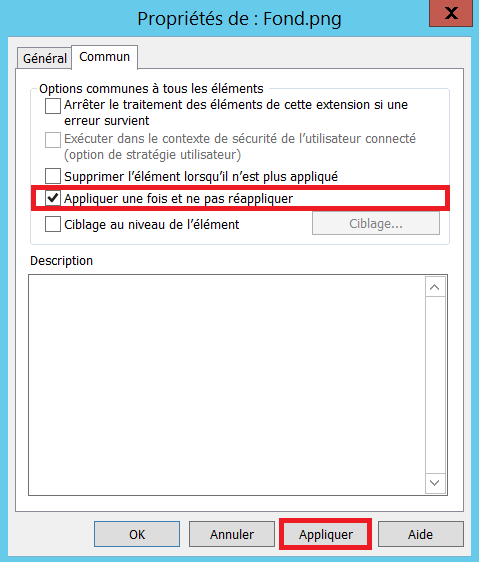 Propriétés de : Fond.png
X
Général
Commun
Options communes à tous les éléments
Arrêter le traitement des éléments de cette extension si une
erreur survient
Exécuter dans le contexte de sécurité de l'utilisateur connecté
(option de stratégie utilisateur)
Supprimer l'élément lorsqu'il n'est plus appliqué
Appliquer une fois et ne pas réappliquer
Ciblage au niveau de l'élément
Ciblage...
Description
OK
Annuler
Appliquer
Aide